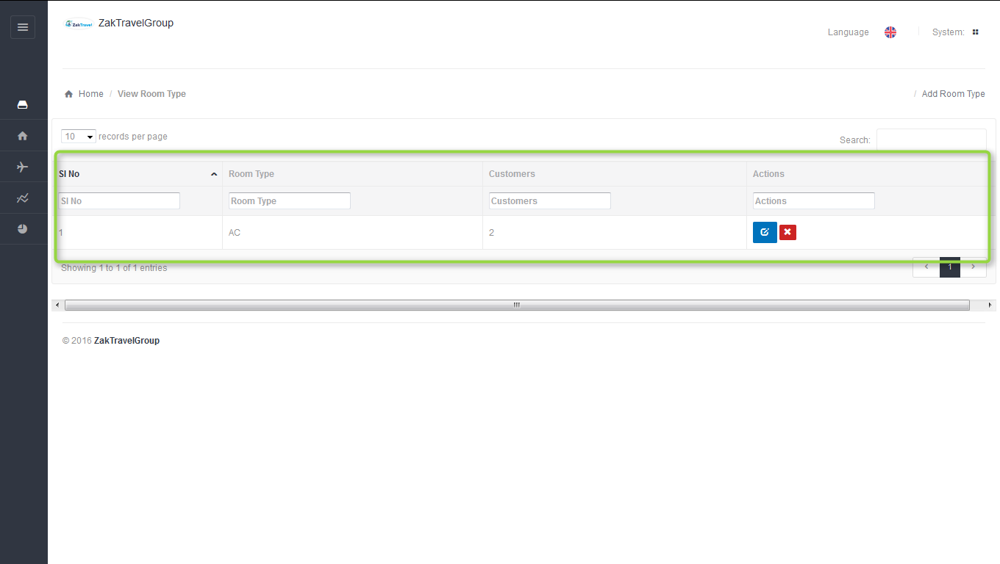 ZakTravel ZakTravelGroup
Language System:
Home / View Room Type / Add Room Type
10 records per page
Search:
Sl No Room Type Customers Actions
Sl No Room Type Customers Actions
1 AC 2
Showing 1 to 1 of 1 entries
1
© 2016 ZakTravelGroup